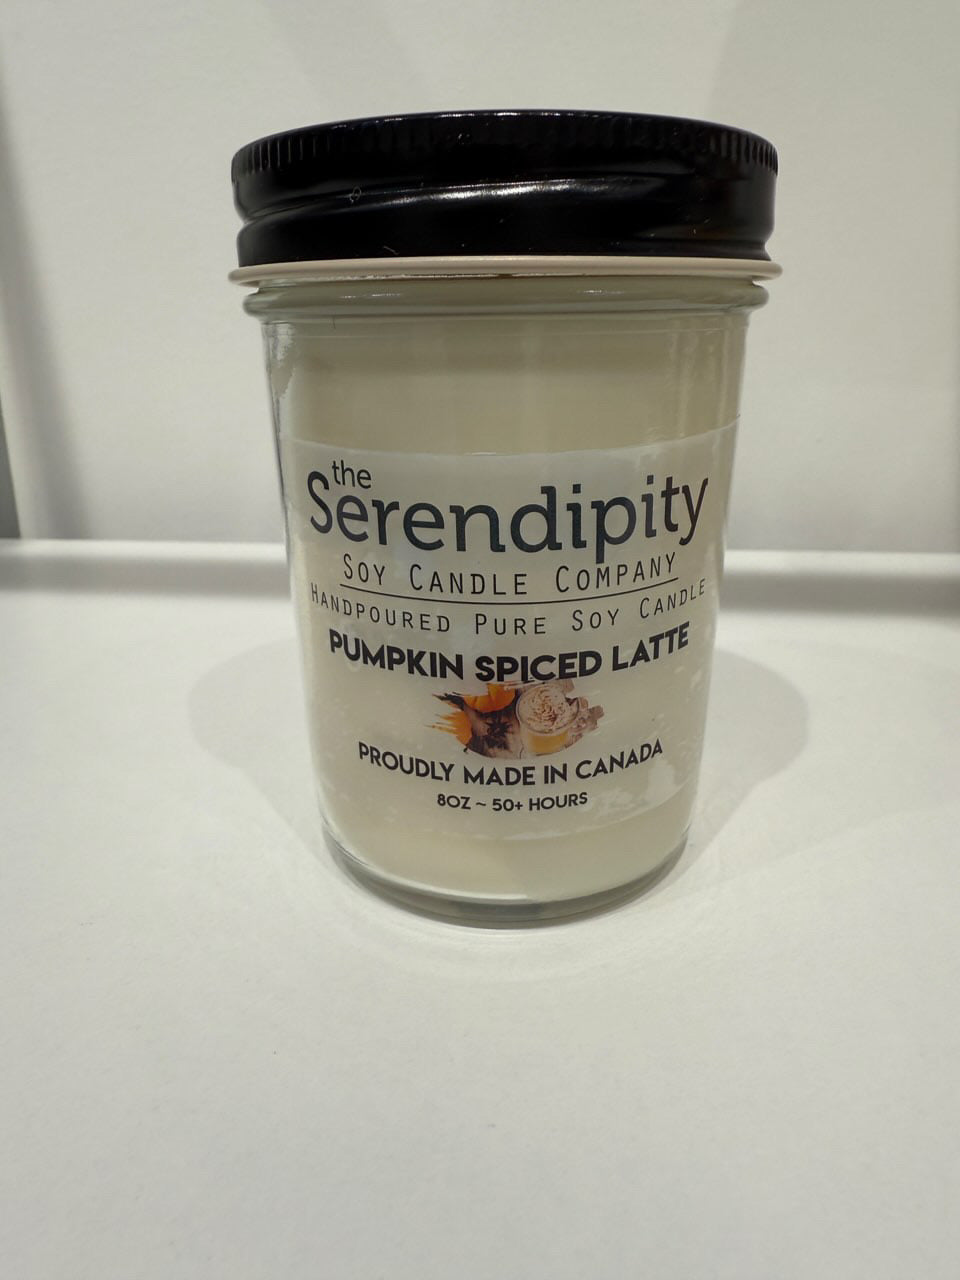 the
Serendipity
SOY CANDLE COMPANY
HANDPOURED PURE SOY CANDLE
PUMPKIN SPICED LATTE
PROUDLY MADE IN CANADA
8OZ ~ 50+ HOURS